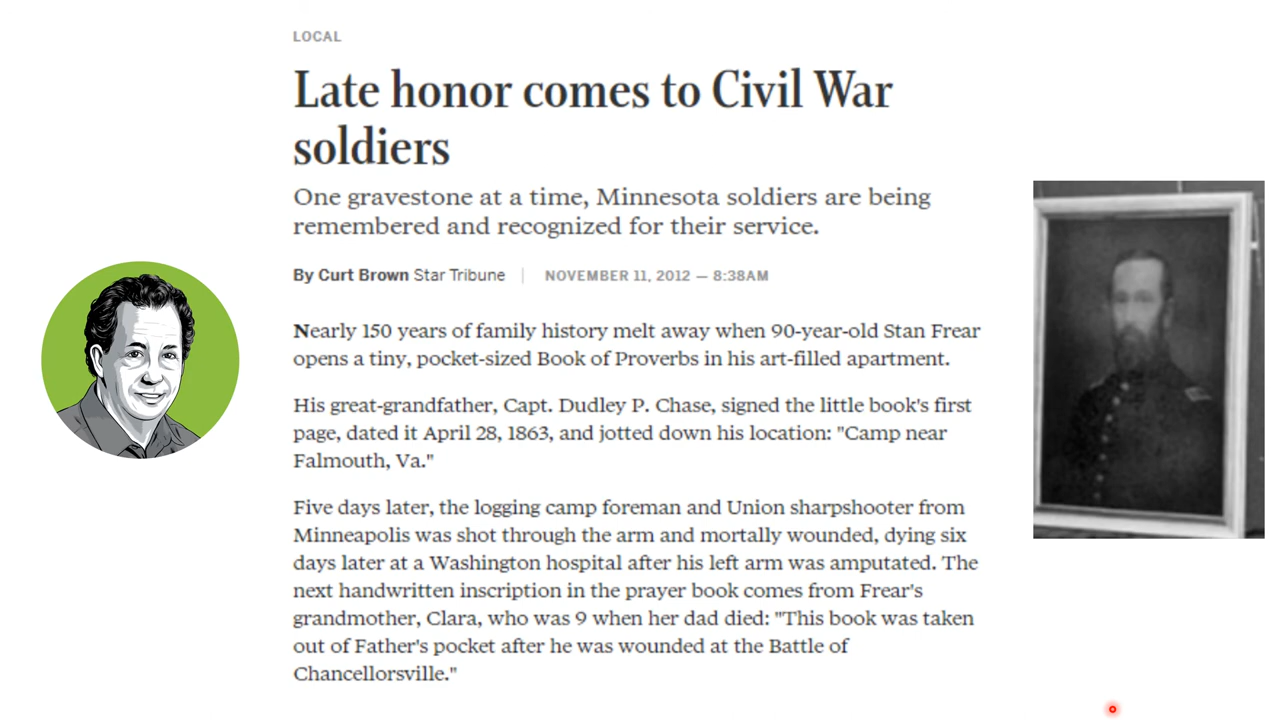 LOCAL
Late honor comes to Civil War
soldiers
One gravestone at a time, Minnesota soldiers are being
remembered and recognized for their service.
By Curt Brown Star Tribune | NOVEMBER 11, 2012 — 8:38AM
Nearly 150 years of family history melt away when 90-year-old Stan Frear
opens a tiny, pocket-sized Book of Proverbs in his art-filled apartment.
His great-grandfather, Capt. Dudley P. Chase, signed the little book's first
page, dated it April 28, 1863, and jotted down his location: "Camp near
Falmouth, Va."
Five days later, the logging camp foreman and Union sharpshooter from
Minneapolis was shot through the arm and mortally wounded, dying six
days later at a Washington hospital after his left arm was amputated. The
next handwritten inscription in the prayer book comes from Frear's
grandmother, Clara, who was 9 when her dad died: "This book was taken
out of Father's pocket after he was wounded at the Battle of
Chancellorsville."